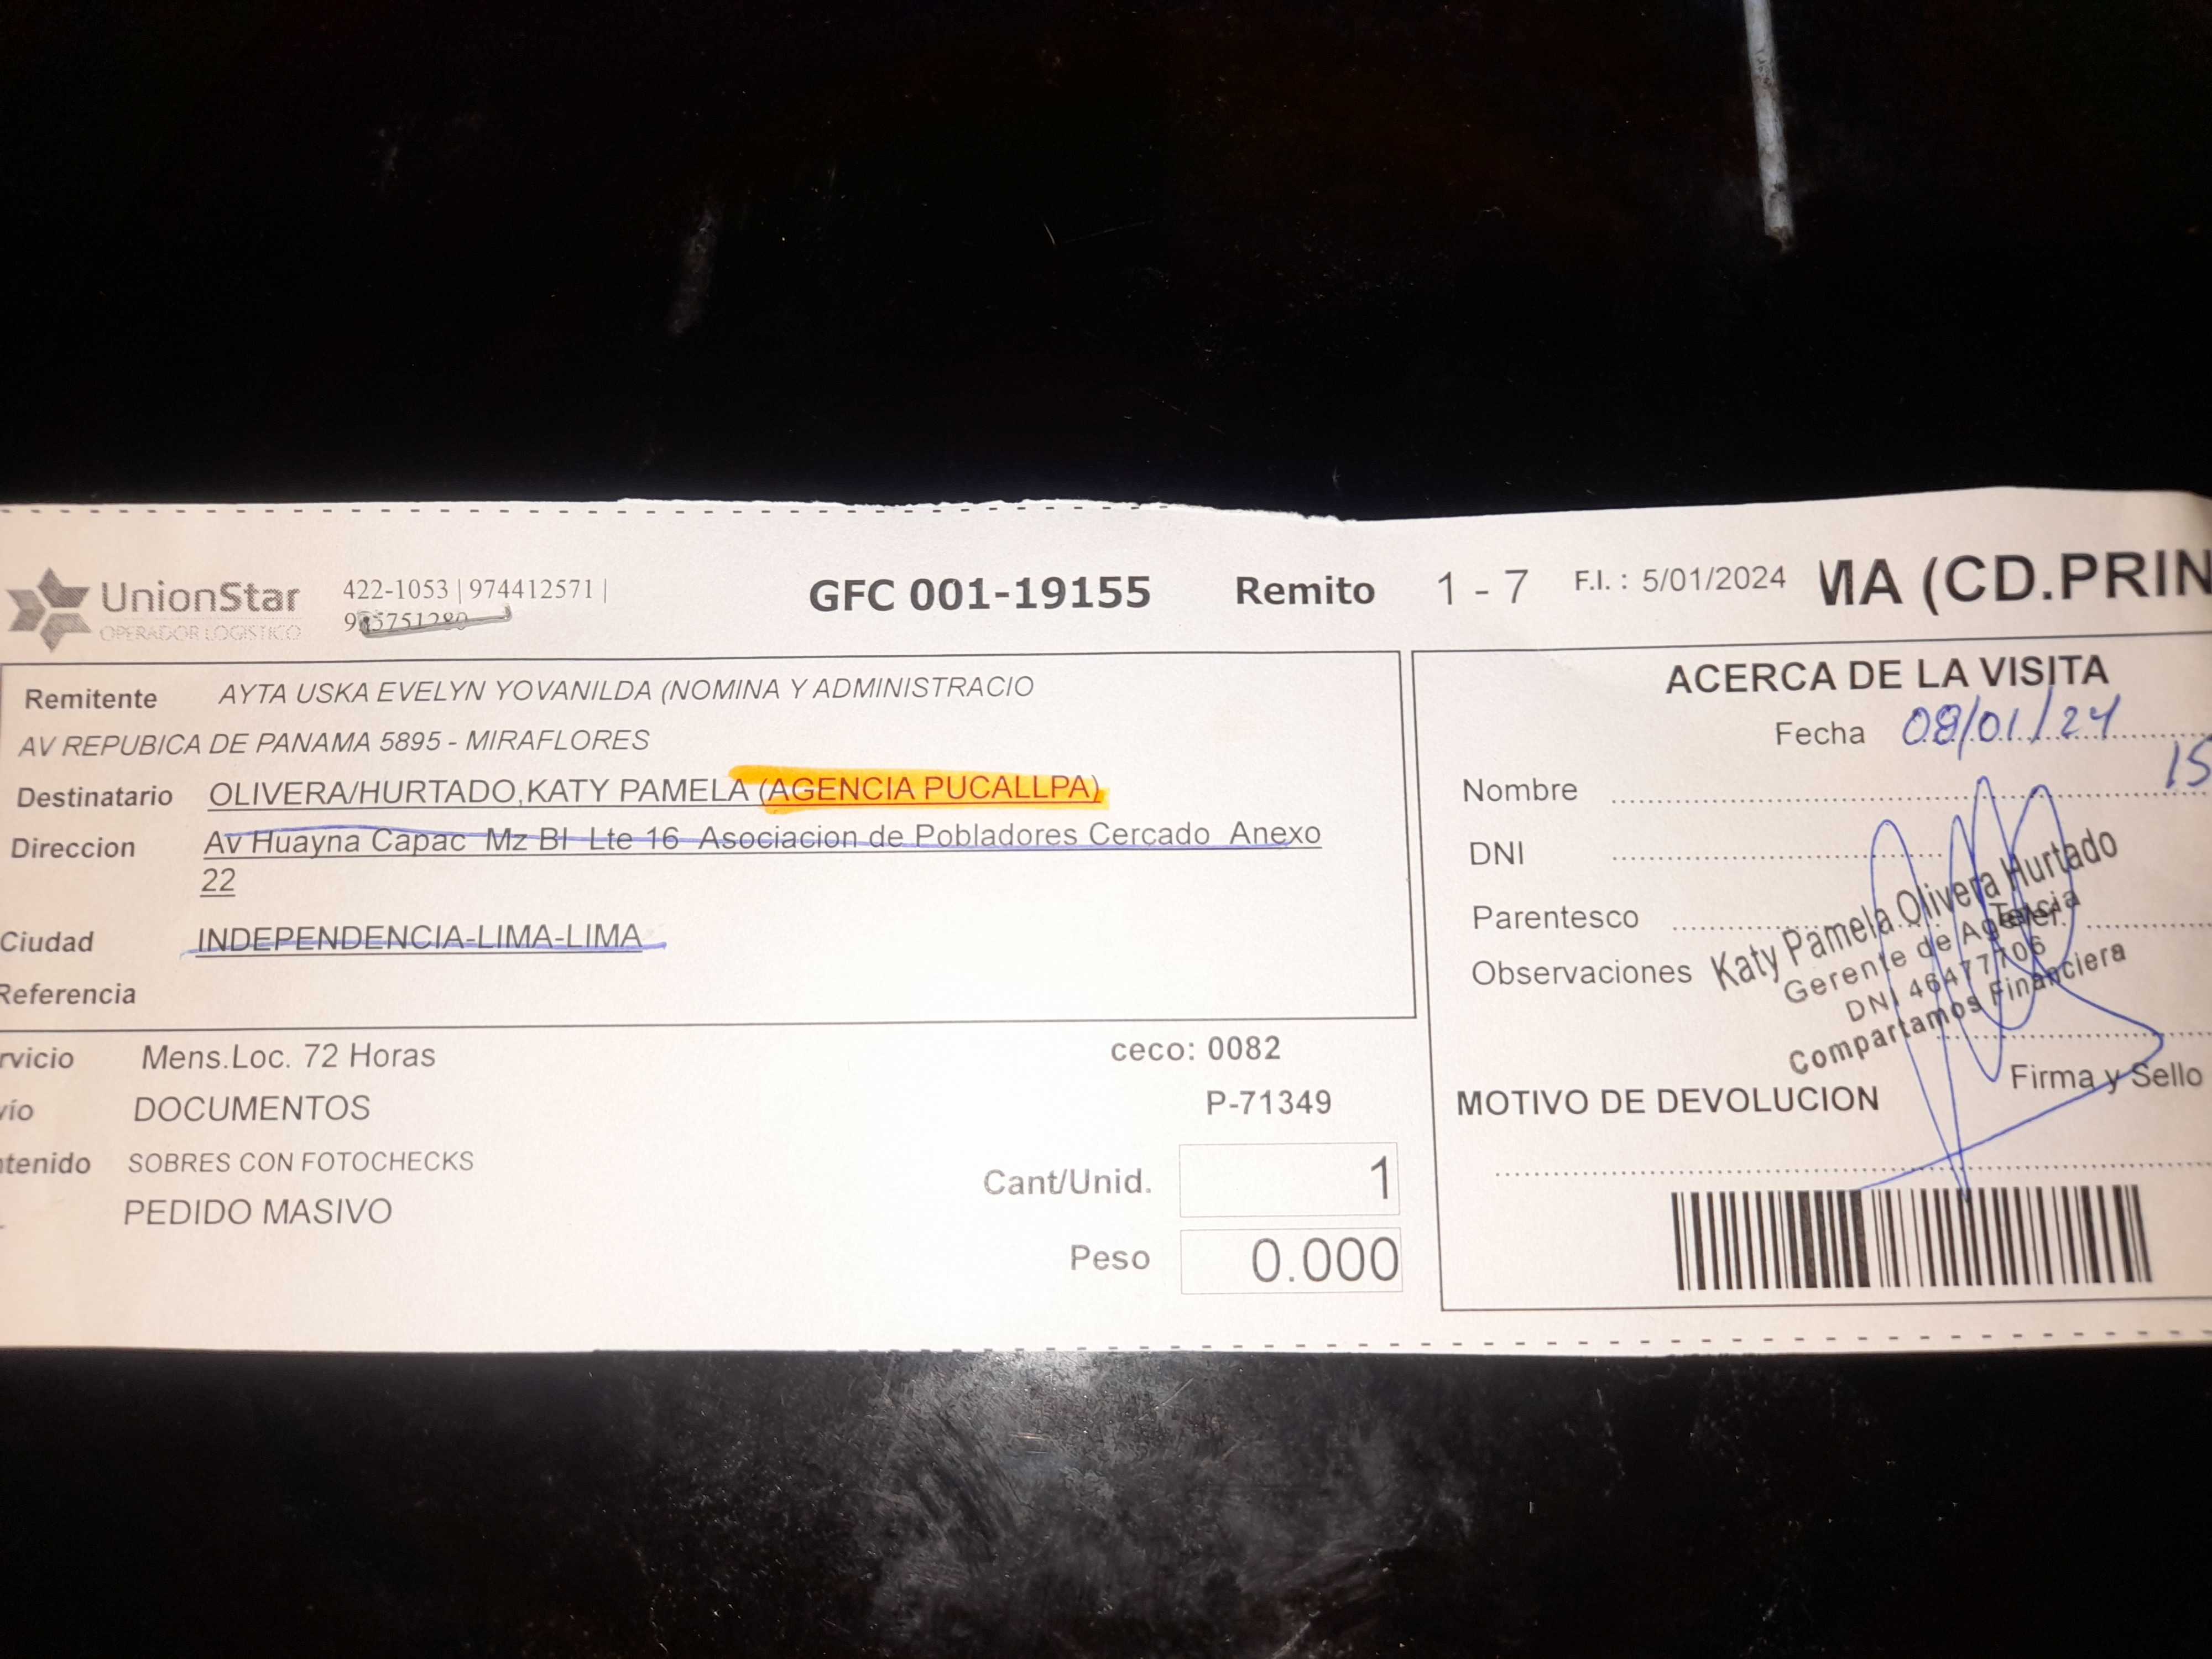 UnionStar
OPERADOR LOGISTICO
422-1053 | 974412571 |
GFC 001-19155
Remito 1 - 7
F.I. : 5/01/2024
MA (CD.PRIN
Remitente AYTA USKA EVELYN YOVANILDA (NOMINA Y ADMINISTRACIO
AV REPUBICA DE PANAMA 5895 - MIRAFLORES
Destinatario OLIVERA/HURTADO,KATY PAMELA (AGENCIA PUCALLPA)
Direccion Av Huayna Capac Mz BI Lte 16 Asociacion de Pobladores Cercado Anexo
22
Ciudad INDEPENDENCIA-LIMA-LIMA
Referencia
rvicio Mens.Loc. 72 Horas
vío DOCUMENTOS
ntenido SOBRES CON FOTOCHECKS
PEDIDO MASIVO
ceco: 0082
P-71349
Cant/Unid. 1
Peso 0.000
ACERCA DE LA VISITA
Fecha 08/01/24
15
Nombre
DNI
Parentesco
Observaciones
Katy Pamela Olivera Hurtado
Gerente de Agencia
DNI 46477706
Compartamos Financiera
Firma y Sello
MOTIVO DE DEVOLUCION